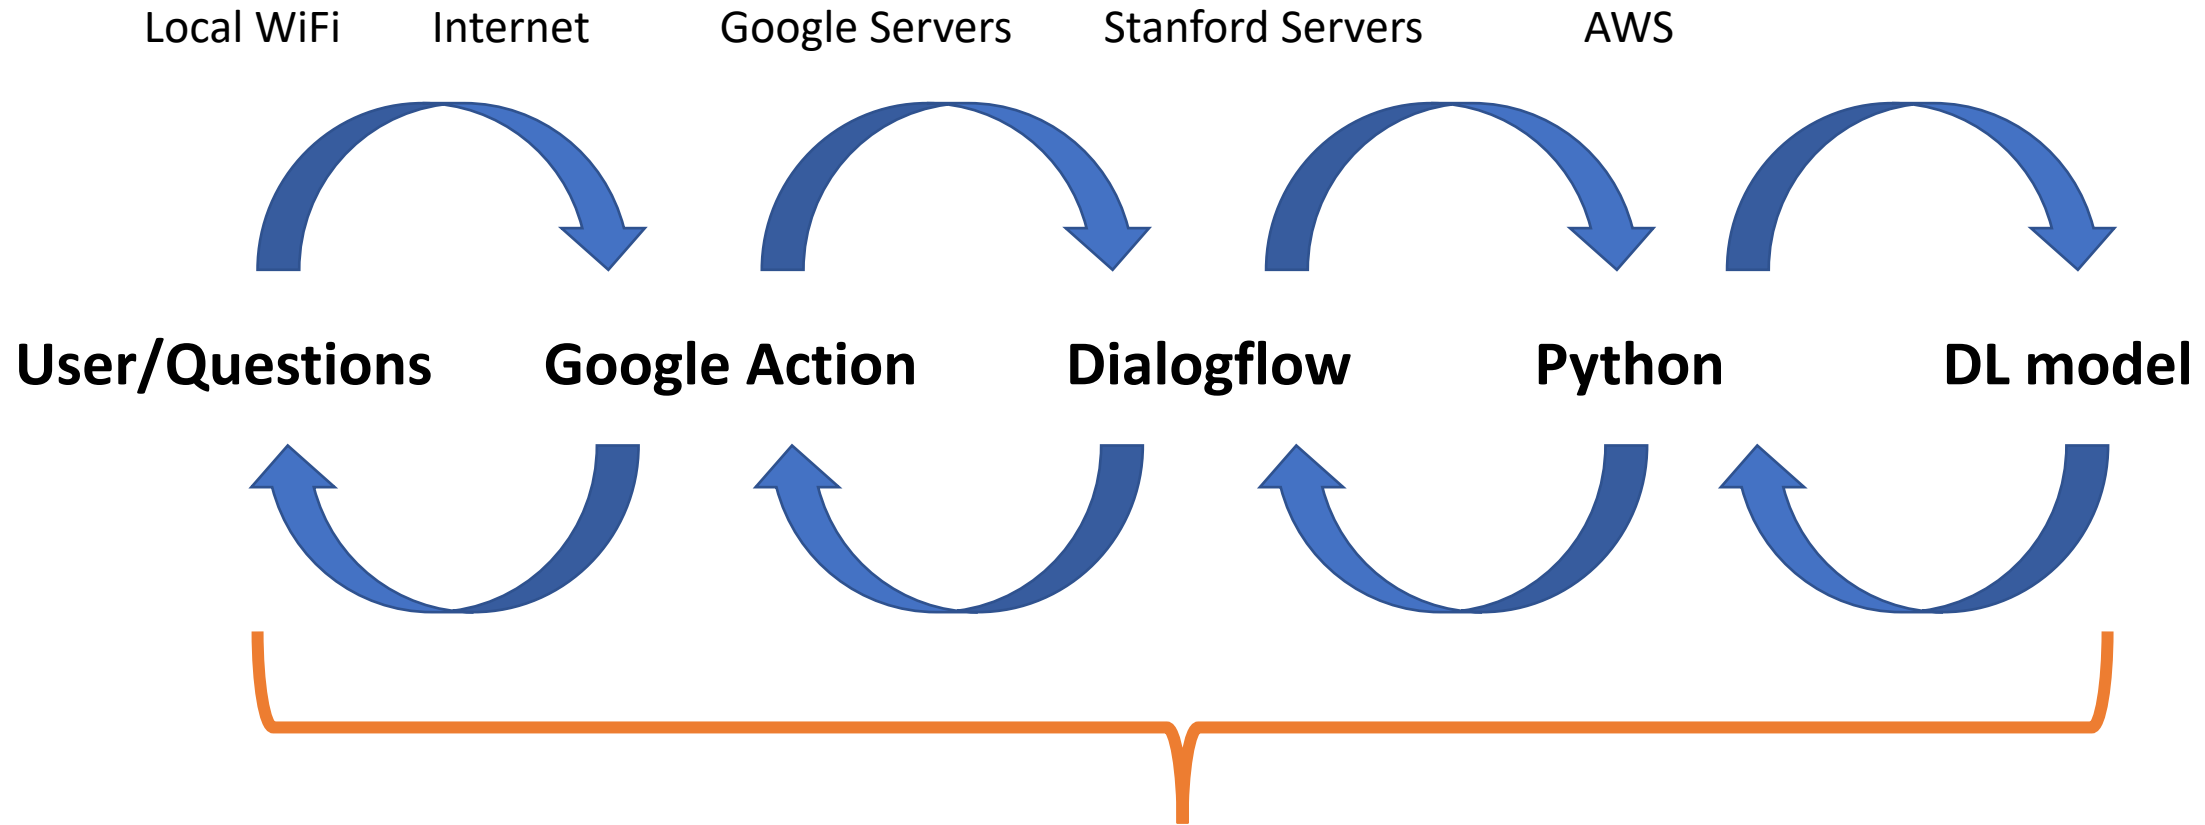 Local WiFi Internet Google Servers Stanford Servers AWS
User/Questions Google Action Dialogflow Python DL model